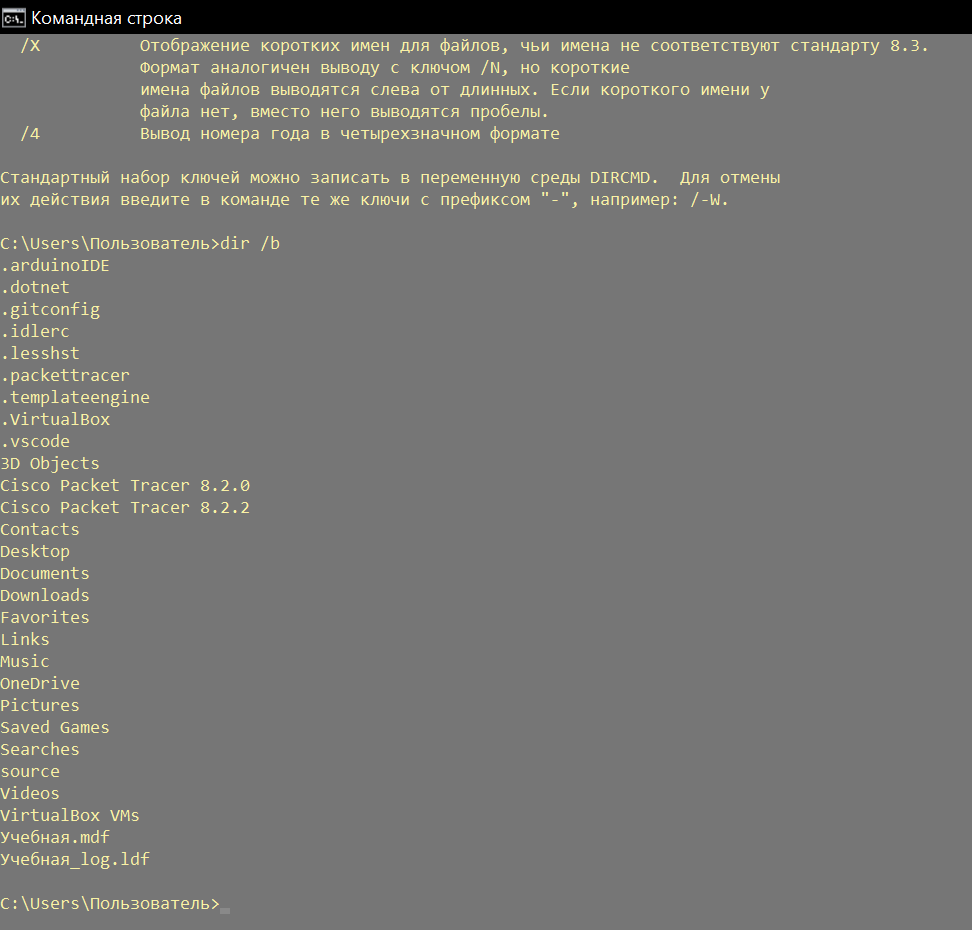 Командная строка
/X Отображение коротких имен для файлов, чьи имена не соответствуют стандарту 8.3.
Формат аналогичен выводу с ключом /N, но короткие
имена файлов выводятся слева от длинных. Если короткого имени у
файла нет, вместо него выводятся пробелы.
/4 Вывод номера года в четырехзначном формате
Стандартный набор ключей можно записать в переменную среды DIRCMD.  Для отмены
их действия введите в команде те же ключи с префиксом "-", например: /-W.
C:\Users\Пользователь>dir /b
.arduinoIDE
.dotnet
.gitconfig
.idlerc
.lesshst
.packettracer
.templateengine
.VirtualBox
.vscode
3D Objects
Cisco Packet Tracer 8.2.0
Cisco Packet Tracer 8.2.2
Contacts
Desktop
Documents
Downloads
Favorites
Links
Music
OneDrive
Pictures
Saved Games
Searches
source
Videos
VirtualBox VMs
Учебная.mdf
Учебная_log.ldf
C:\Users\Пользователь>